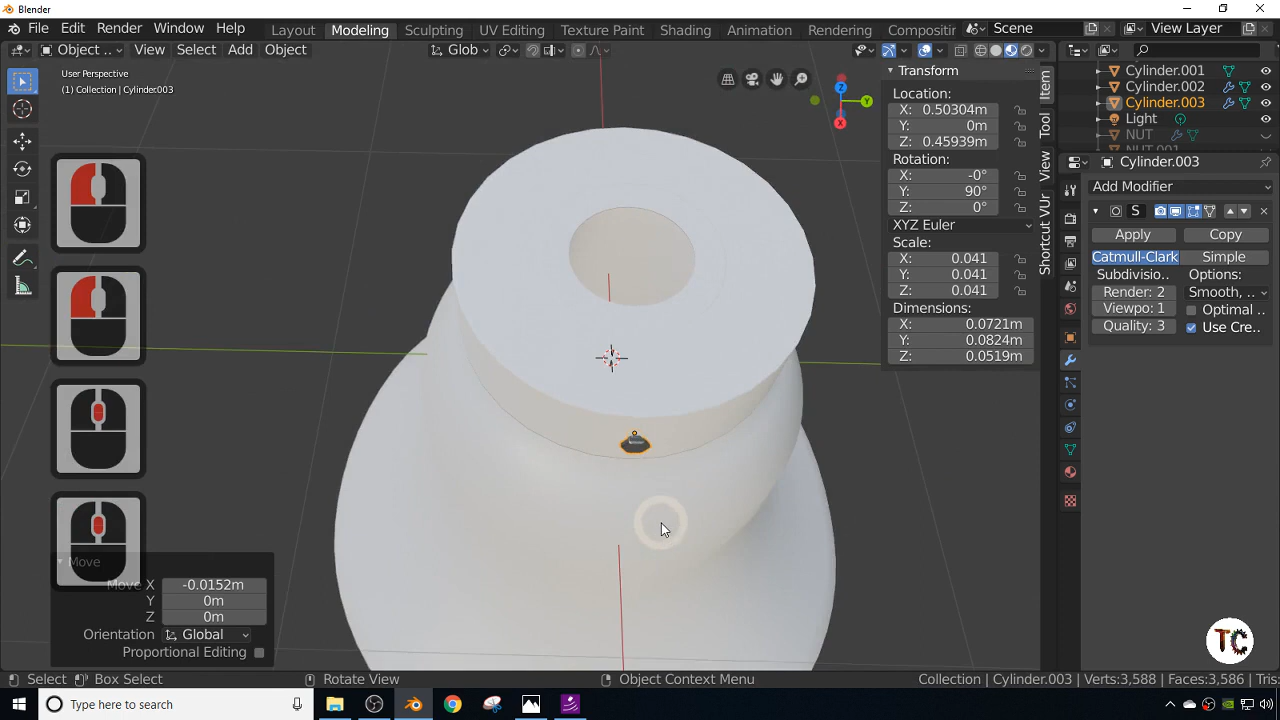 Blender
File Edit Render Window Help Layout Modeling Sculpting UV Editing Texture Paint Shading Animation Rendering Scene View Layer
Object .. View Select Add Object Glob
User Perspective
(1) Collection | Cylinder003
Transform
Location:
X: 0.50304m
Y: 0m
Z: 0.45939m
Rotation:
X: -0°
Y: 90°
Z: 0°
XYZ Euler
Scale:
X: 0.041
Y: 0.041
Z: 0.041
Dimensions:
X: 0.0721m
Y: 0.0824m
Z: 0.0519m
Item
Tool
View
Shortcut VUr
Cylinder.001
Cylinder.002
Cylinder.003
Light
NUT
NUT.001
Cylinder.003
Add Modifier
S
Apply Copy
Catmull-Clark Simple
Subdivisio.. Options:
Render: 2 Smooth, ..
Viewpo: 1 Optimal ..
Quality: 3 Use Cre..
Z
Y
X
Move
Move X -0.0152m
Y 0m
Z 0m
Orientation Global
Proportional Editing
TC
Select Box Select Rotate View Object Context Menu Collection | Cylinder.003 | Verts:3,588 | Faces:3,586 | Tris:
Type here to search